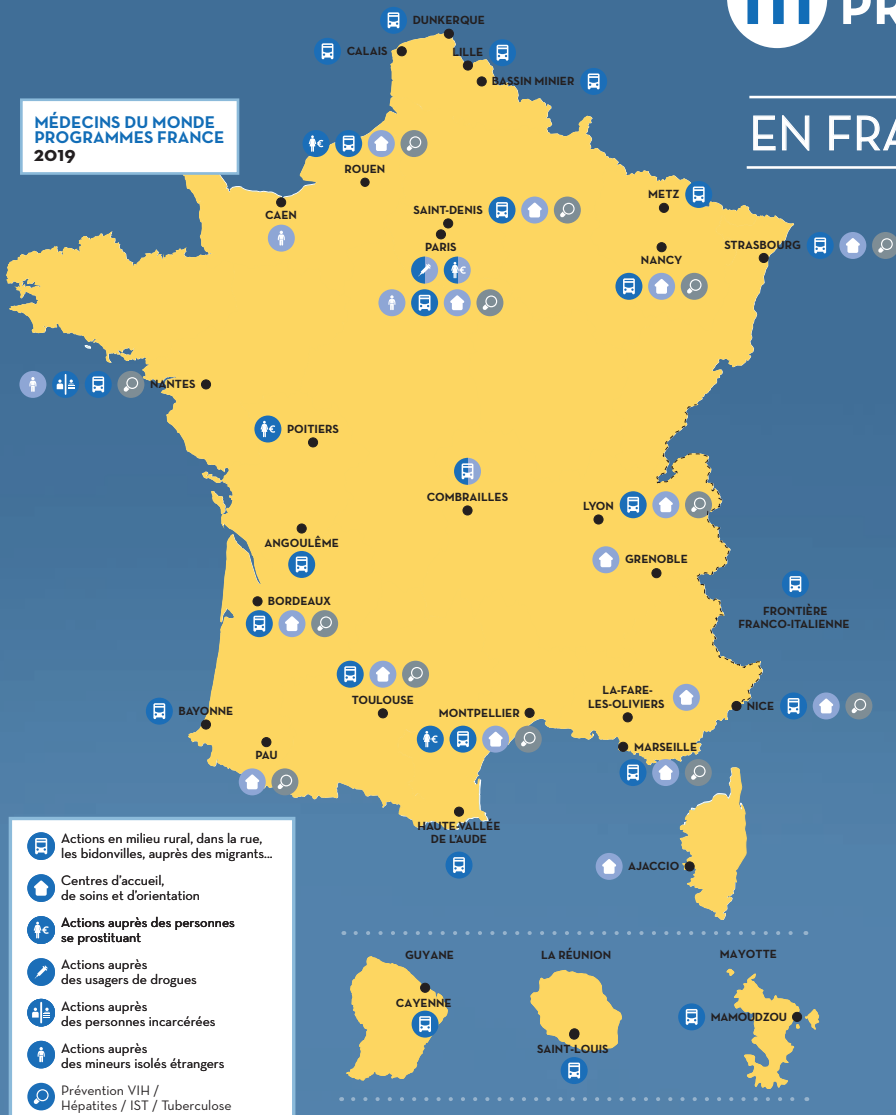 PR
EN FRA
MÉDECINS DU MONDE
PROGRAMMES FRANCE
2019
DUNKERQUE
CALAIS
LILLE
BASSIN MINIER
ROUEN
CAEN
SAINT-DENIS
PARIS
METZ
NANCY
STRASBOURG
NANTES
POITIERS
COMBRAILLES
LYON
ANGOULÊME
GRENOBLE
BORDEAUX
FRONTIÈRE
FRANCO-ITALIENNE
TOULOUSE
LA-FARE-
LES-OLIVIERS
BAYONNE
MONTPELLIER
NICE
PAU
MARSEILLE
HAUTE-VALLÉE
DE L'AUDE
AJACCIO
Actions en milieu rural, dans la rue,
les bidonvilles, auprès des migrants...
Centres d'accueil,
de soins et d'orientation
Actions auprès des personnes
se prostituant
Actions auprès
des usagers de drogues
Actions auprès
des personnes incarcérées
Actions auprès
des mineurs isolés étrangers
Prévention VIH /
Hépatites / IST / Tuberculose
GUYANE
CAYENNE
LA RÉUNION
SAINT-LOUIS
MAYOTTE
MAMOUDZOU